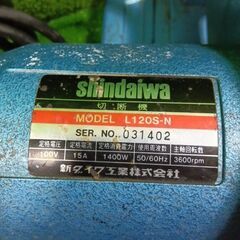 shindaiwa
切断機
MODEL L120S-N
SER. NO. 031402
定格電圧 定格電流 定格消費電力 使用周波数 主軸回転数
100V 15A 1400W 50/60Hz 3600rpm
新ダイワ工業株式会社